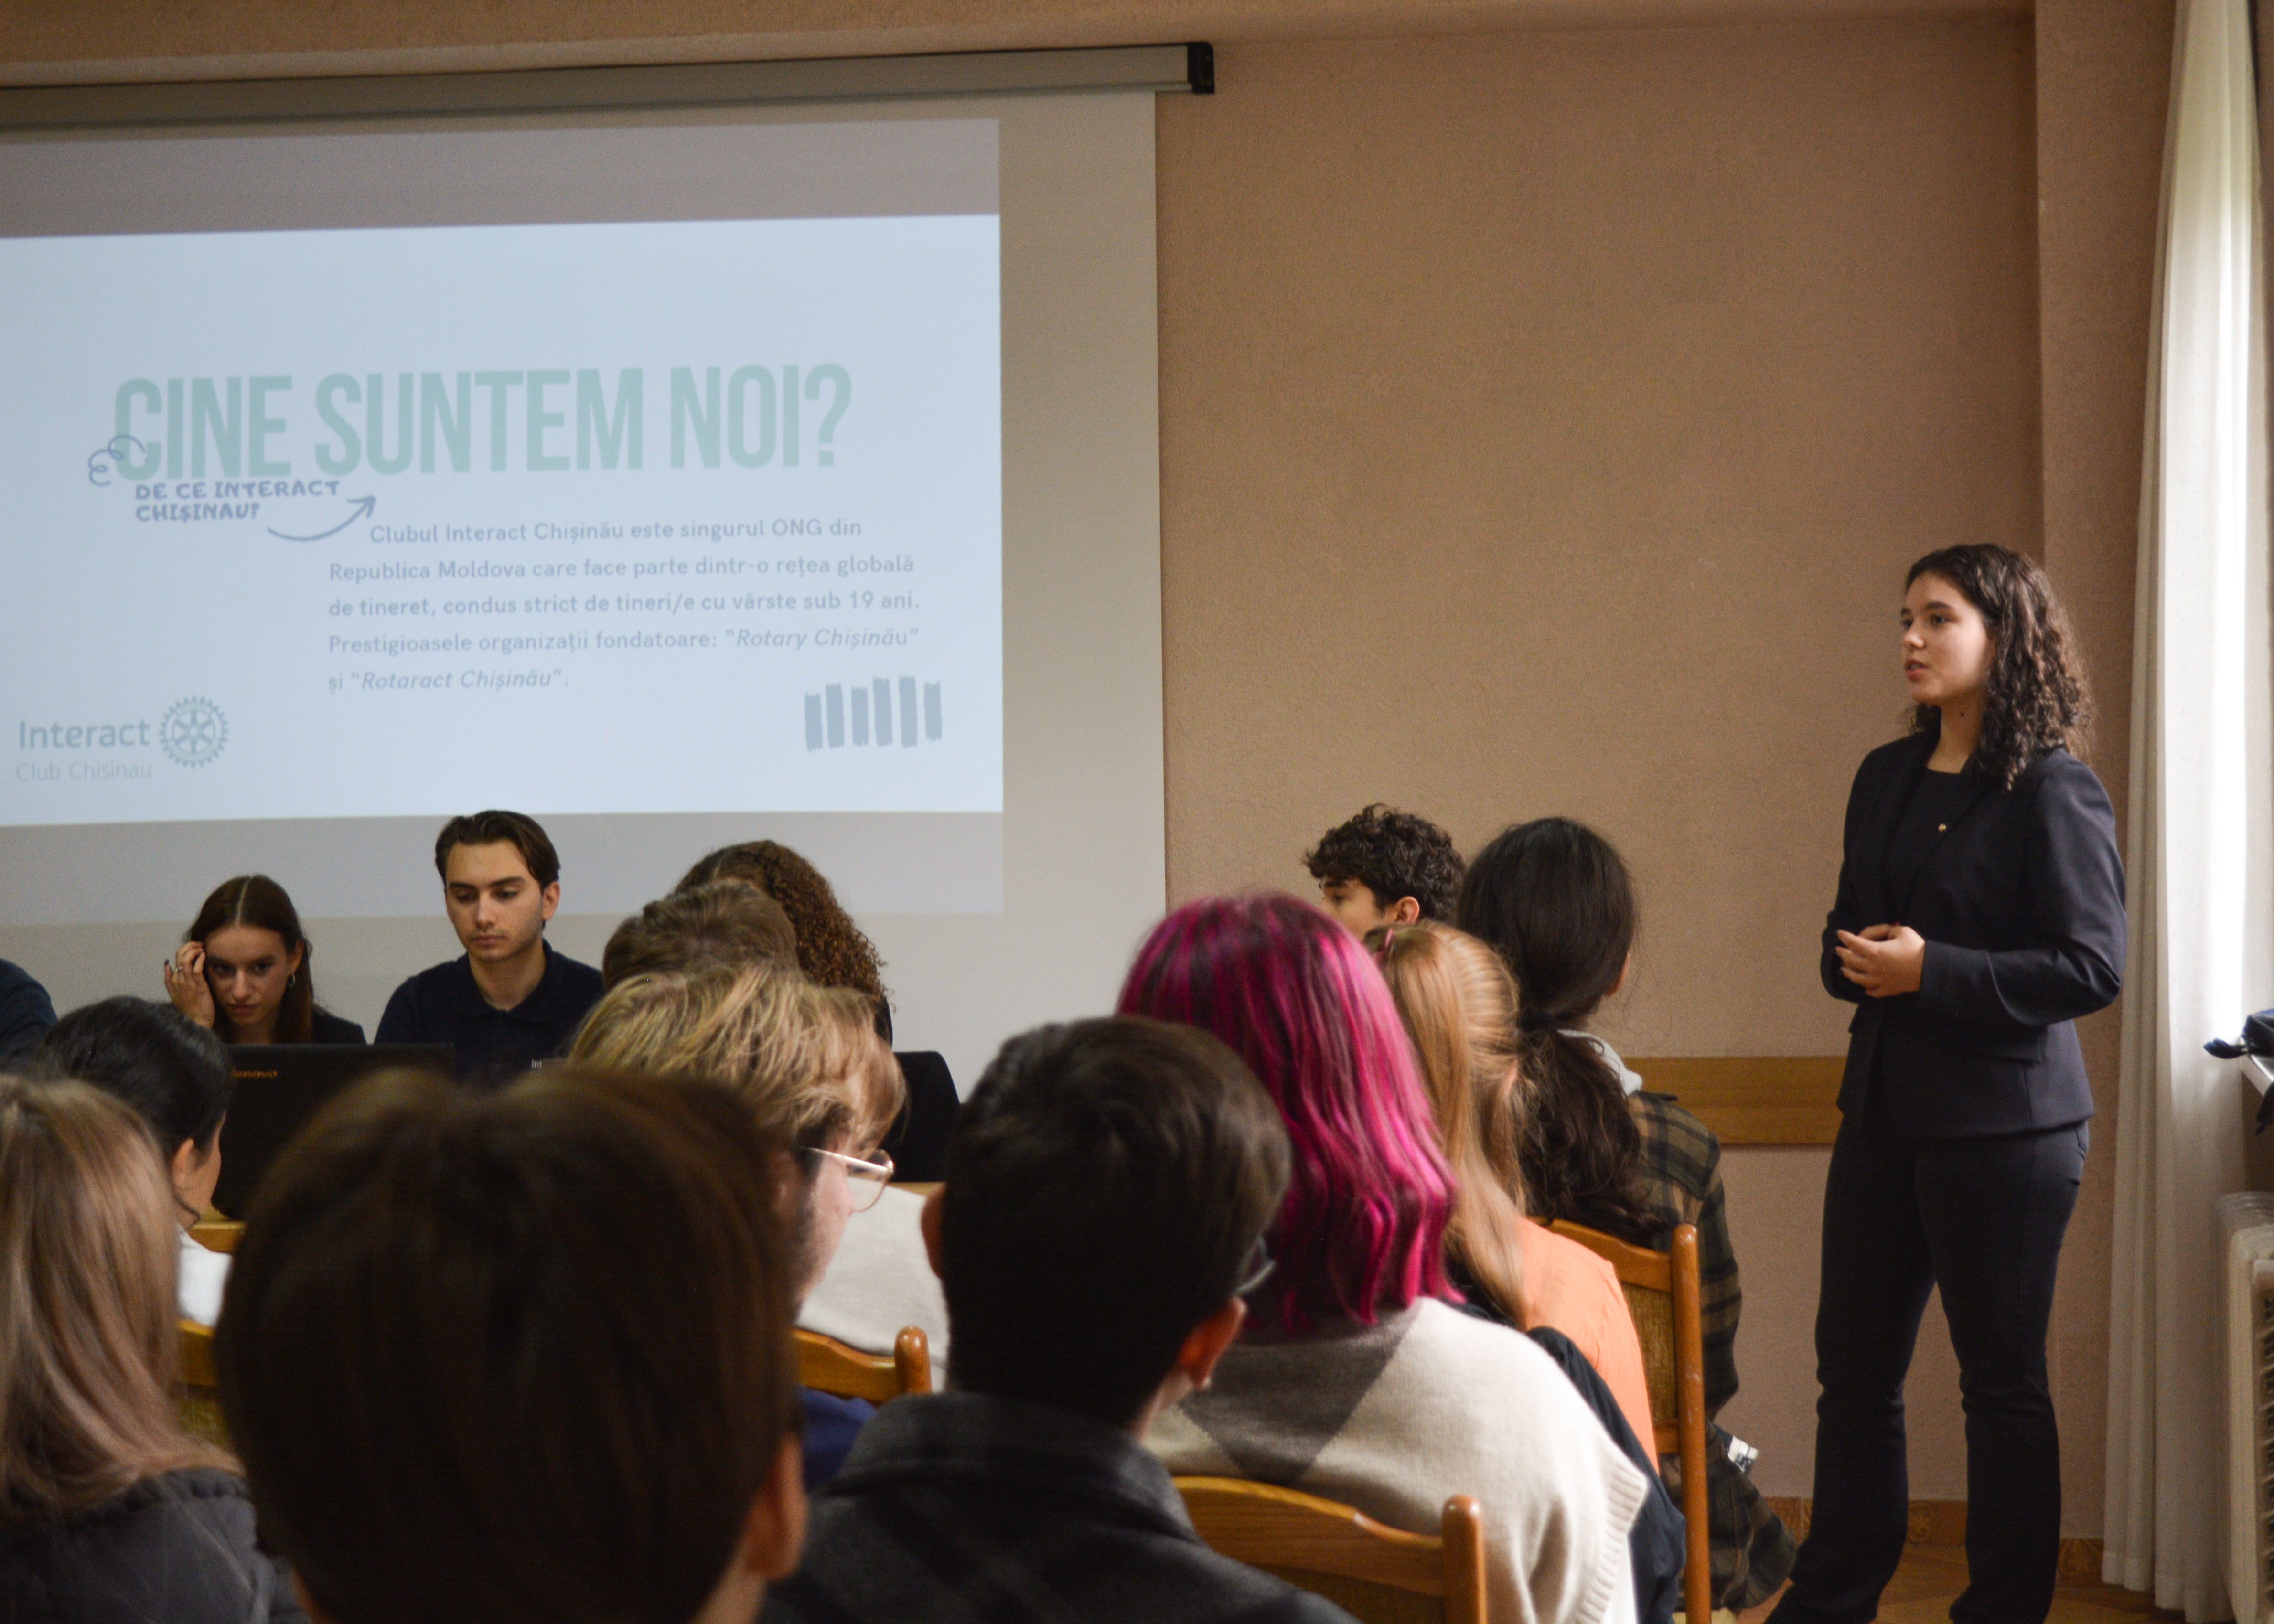 CINE SUNTEM NOI?
DE CE INTERACT
CHIȘINAU?
Clubul Interact Chișinău este singurul ONG din
Republica Moldova care face parte dintr-o rețea globală
de tineret, condus strict de tineri/e cu vârste sub 19 ani.
Prestigioasele organizații fondatoare: "Rotary Chișinău"
și "Rotaract Chișinău".
Interact
Club Chisinau